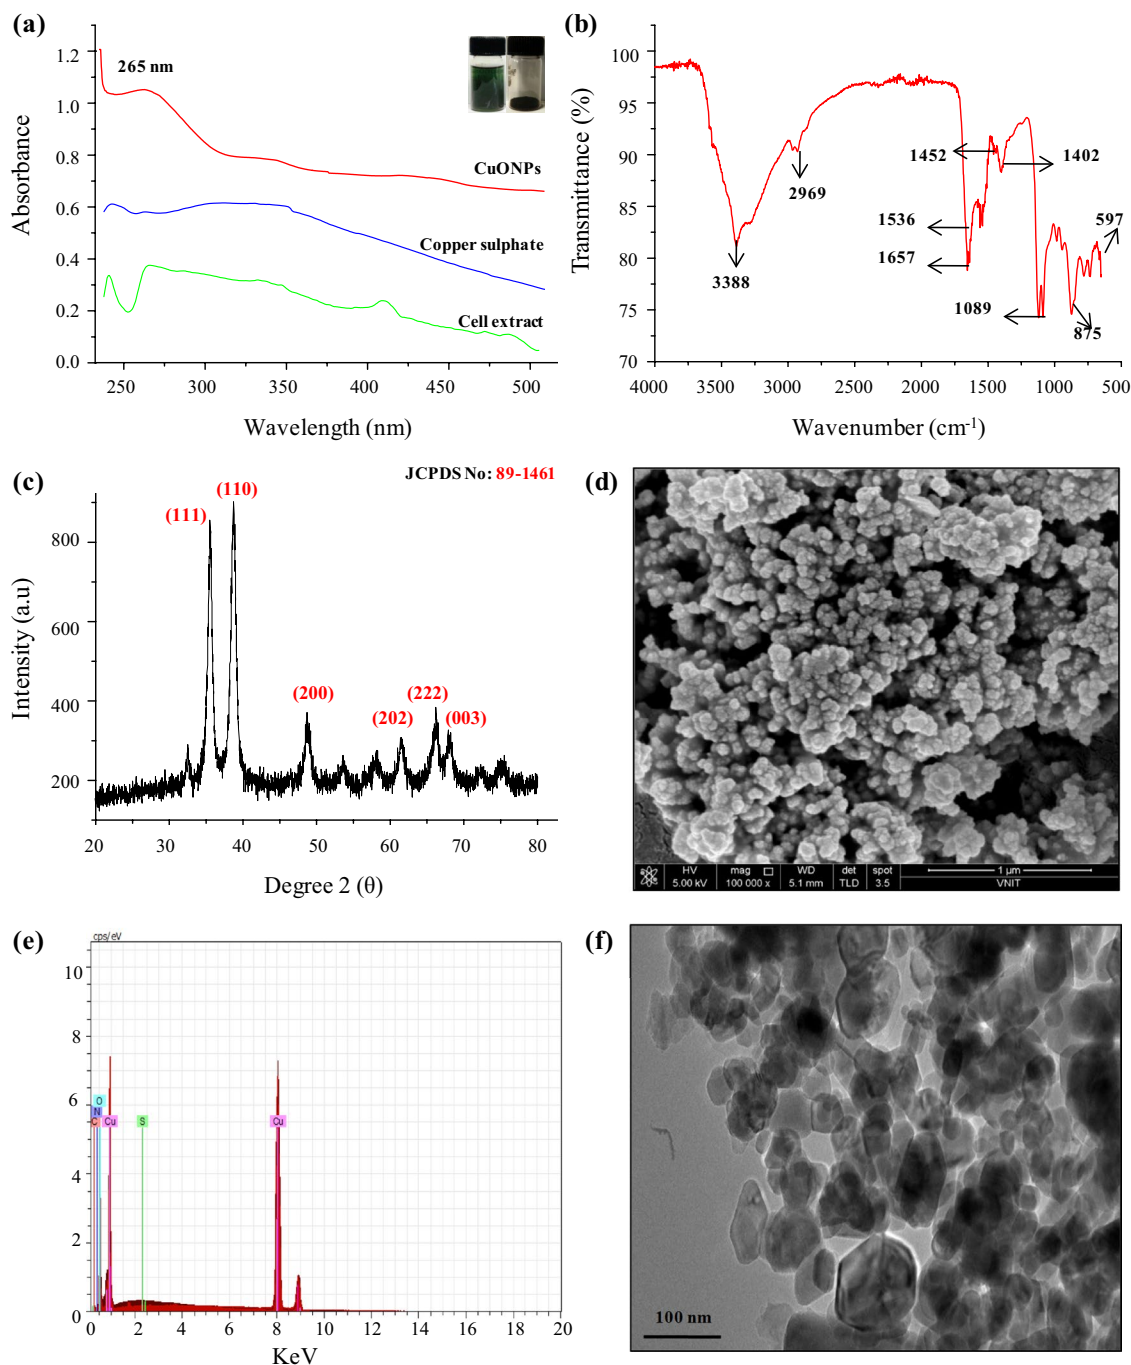 (a)
1.2
1.0
0.8
0.6
0.4
0.2
0.0
Absorbance
265 nm
CuONPs
Copper sulphate
Cell extract
250 300 350 400 450 500
Wavelength (nm)
(b)
100
95
90
85
80
75
70
Transmittance (%)
3388
2969
1452
1402
1536
1657
1089
875
597
4000 3500 3000 2500 2000 1500 1000 500
Wavenumber (cm-1)
(c)
JCPDS No: 89-1461
(111)
(110)
(200)
(202)
(222)
(003)
800
600
400
200
Intensity (a.u)
20 30 40 50 60 70 80
Degree 2 (θ)
(d)
HV mag WD det spot 1 µm
5.00 kV 100 000 x 5.1 mm TLD 3.5 VNIT
(e)
cps/eV
10
8
6
4
2
0
O
N
C Cu S Cu
0 2 4 6 8 10 12 14 16 18 20
KeV
(f)
100 nm